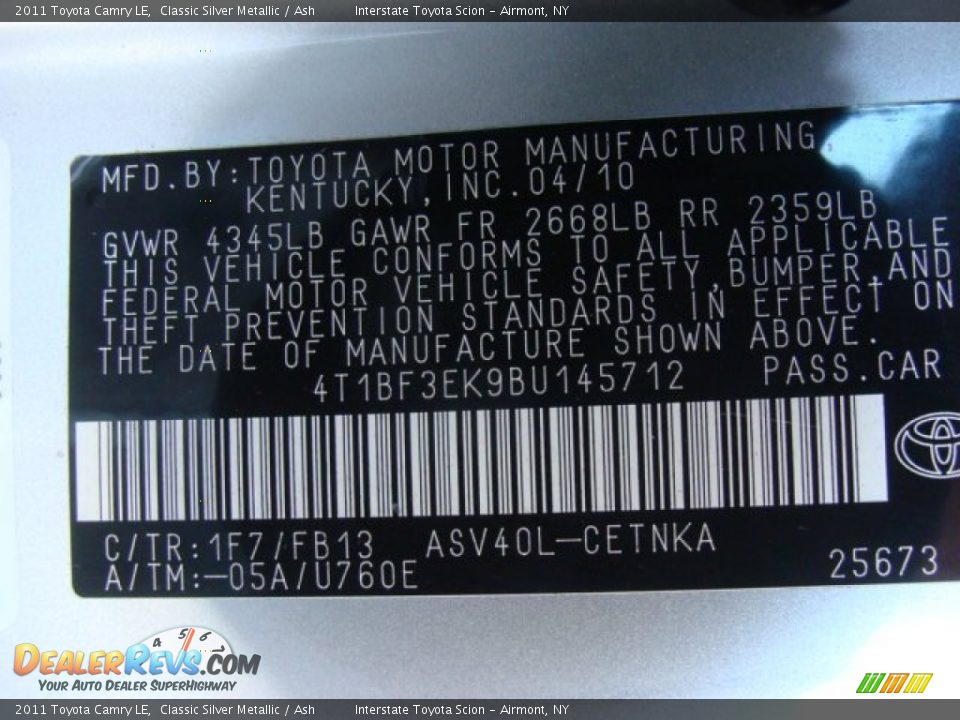 2011 Toyota Camry LE, Classic Silver Metallic / Ash Interstate Toyota Scion - Airmont, NY
MFD.BY:TOYOTA MOTOR MANUFACTURING,
KENTUCKY,INC.04/10
GVWR 4345LB GAWR FR 2668LB RR 2359LB
THIS VEHICLE CONFORMS TO ALL APPLICABLE
FEDERAL MOTOR VEHICLE SAFETY,BUMPER,AND
THEFT PREVENTION STANDARDS IN EFFECT ON
THE DATE OF MANUFACTURE SHOWN ABOVE.
4T1BF3EK9BU145712 PASS.CAR
C/TR:1F7/FB13 ASV40L-CETNKA
A/TM:-05A/U760E 25673
4 5 6
DEALERREVS.COM
YOUR AUTO DEALER SUPERHIGHWAY
2011 Toyota Camry LE, Classic Silver Metallic / Ash Interstate Toyota Scion - Airmont, NY